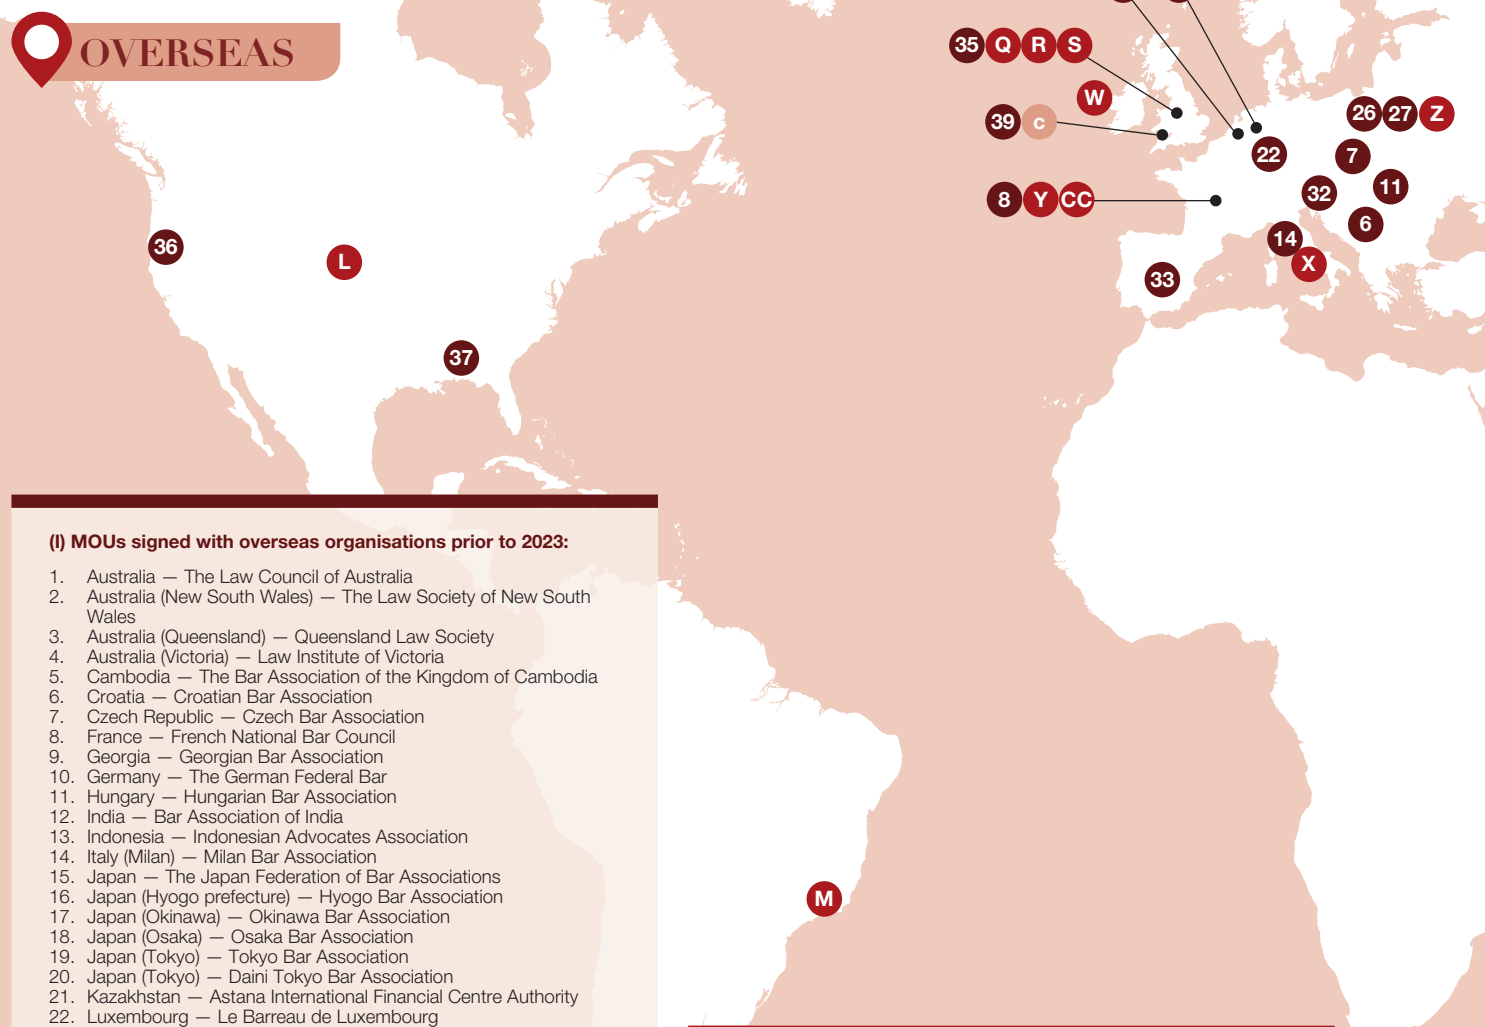 OVERSEAS
35 Q R S
W
39 c
26 27 Z
22
7
8 Y CC
32
11
6
14
X
33
36
L
37
(I) MOUs signed with overseas organisations prior to 2023:
1. Australia — The Law Council of Australia
2. Australia (New South Wales) — The Law Society of New South
Wales
3. Australia (Queensland) — Queensland Law Society
4. Australia (Victoria) — Law Institute of Victoria
5. Cambodia — The Bar Association of the Kingdom of Cambodia
6. Croatia — Croatian Bar Association
7. Czech Republic — Czech Bar Association
8. France — French National Bar Council
9. Georgia — Georgian Bar Association
10. Germany — The German Federal Bar
11. Hungary — Hungarian Bar Association
12. India — Bar Association of India
13. Indonesia — Indonesian Advocates Association
14. Italy (Milan) — Milan Bar Association
15. Japan — The Japan Federation of Bar Associations
16. Japan (Hyogo prefecture) — Hyogo Bar Association
17. Japan (Okinawa) — Okinawa Bar Association
18. Japan (Osaka) — Osaka Bar Association
19. Japan (Tokyo) — Tokyo Bar Association
20. Japan (Tokyo) — Daini Tokyo Bar Association
21. Kazakhstan — Astana International Financial Centre Authority
22. Luxembourg — Le Barreau de Luxembourg
M